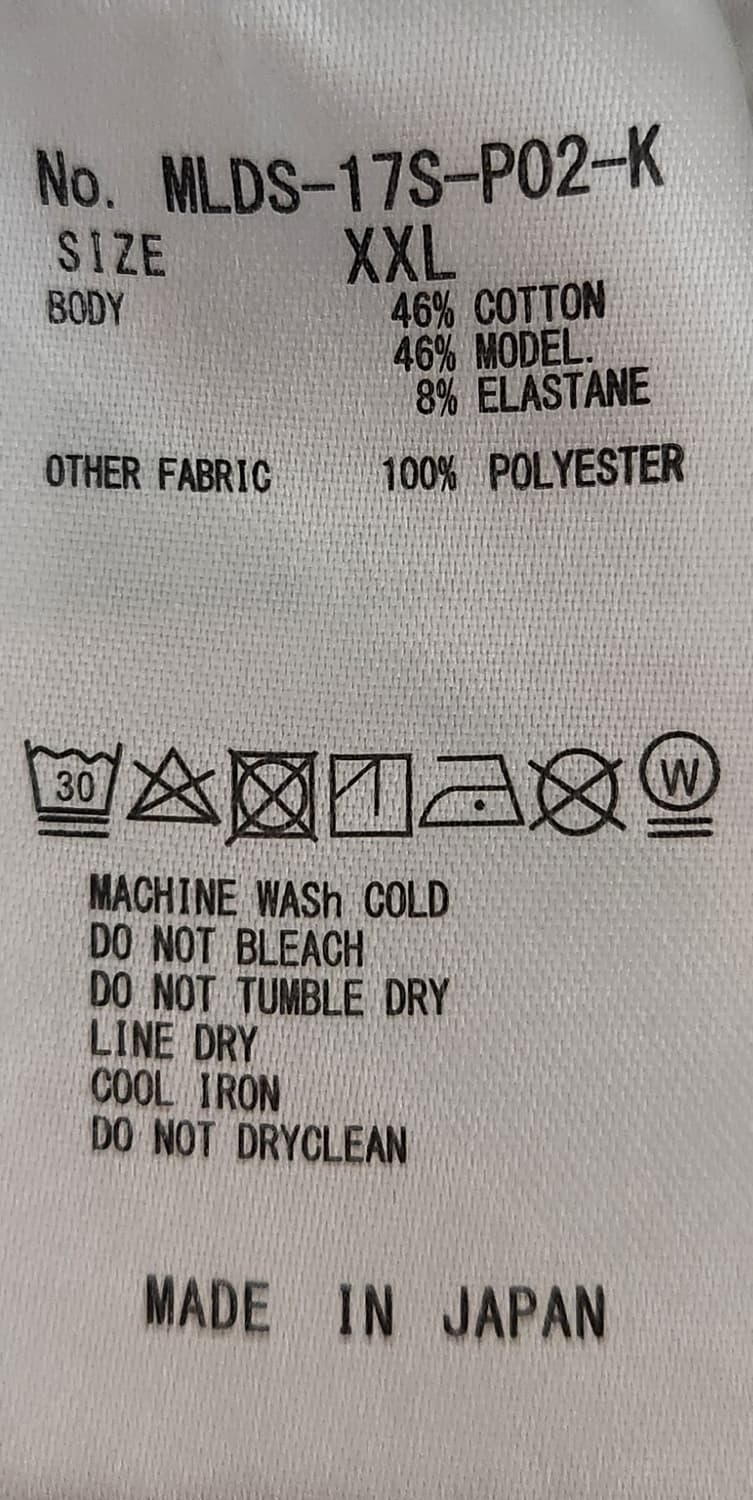 No. MLDS-17S-P02-K
SIZE XXL
BODY 46% COTTON
46% MODEL.
8% ELASTANE
OTHER FABRIC 100% POLYESTER
30 W
MACHINE WASh COLD
DO NOT BLEACH
DO NOT TUMBLE DRY
LINE DRY
COOL IRON
DO NOT DRYCLEAN
MADE IN JAPAN